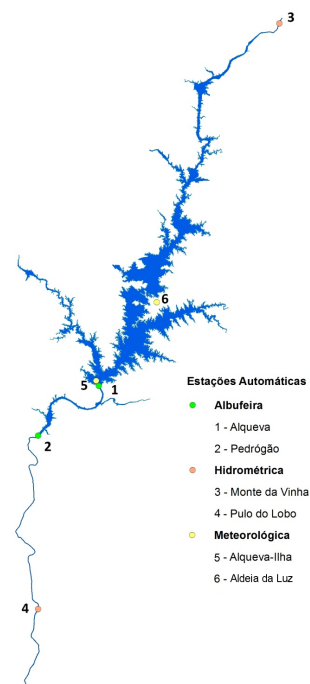 3
6
5
1
2
4
Estações Automáticas
Albufeira
1 - Alqueva
2 - Pedrógão
Hidrométrica
3 - Monte da Vinha
4 - Pulo do Lobo
Meteorológica
5 - Alqueva-Ilha
6 - Aldeia da Luz